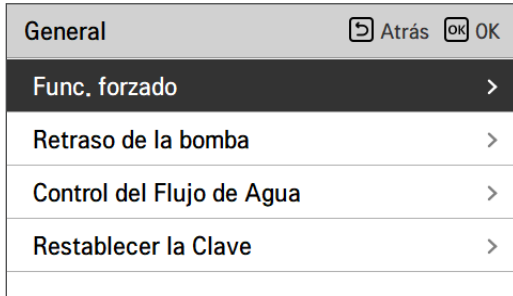 General Atrás OK OK
Func. forzado
Retraso de la bomba
Control del Flujo de Agua
Restablecer la Clave